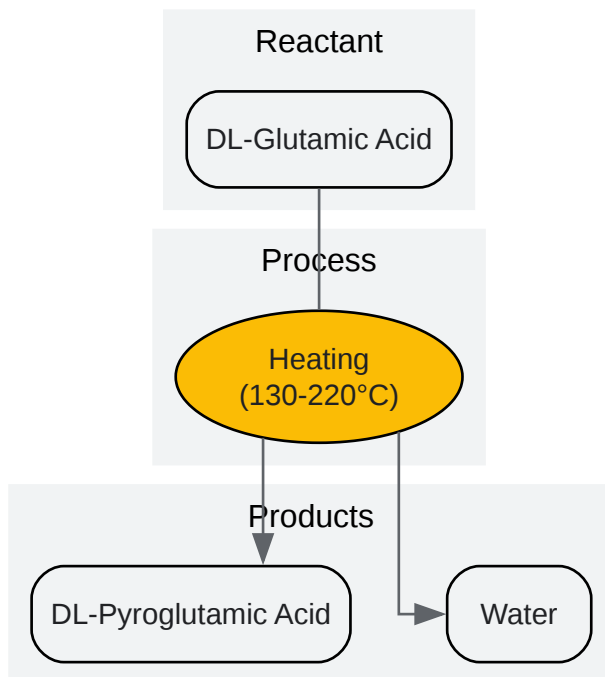 Reactant
DL-Glutamic Acid
Process
Heating
(130-220°C)
Products
DL-Pyroglutamic Acid
Water